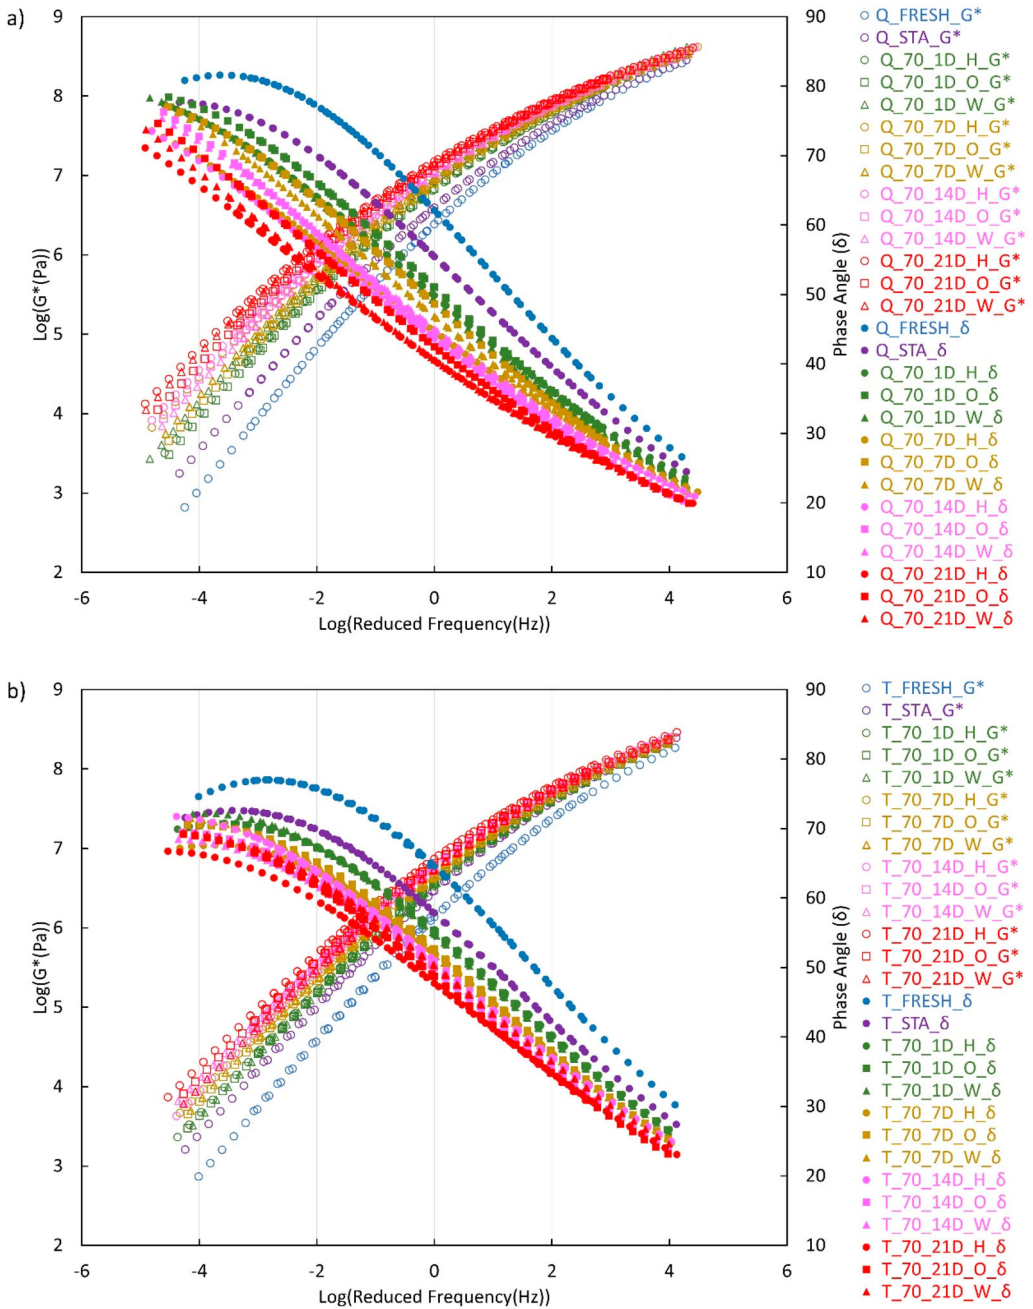 a)
9
8
7
6
5
4
3
2
Log(G*(Pa))
-6
-4
-2
0
2
4
6
Log(Reduced Frequency(Hz))
90
80
70
60
50
40
30
20
10
Phase Angle (δ)
Q_FRESH_G*
Q_STA_G*
Q_70_1D_H_G*
Q_70_1D_O_G*
Q_70_1D_W_G*
Q_70_7D_H_G*
Q_70_7D_O_G*
Q_70_7D_W_G*
Q_70_14D_H_G*
Q_70_14D_O_G*
Q_70_14D_W_G*
Q_70_21D_H_G*
Q_70_21D_O_G*
Q_70_21D_W_G*
Q_FRESH_δ
Q_STA_δ
Q_70_1D_H_δ
Q_70_1D_O_δ
Q_70_1D_W_δ
Q_70_7D_H_δ
Q_70_7D_O_δ
Q_70_7D_W_δ
Q_70_14D_H_δ
Q_70_14D_O_δ
Q_70_14D_W_δ
Q_70_21D_H_δ
Q_70_21D_O_δ
Q_70_21D_W_δ
b)
9
8
7
6
5
4
3
2
Log(G*(Pa))
-6
-4
-2
0
2
4
6
Log(Reduced Frequency(Hz))
90
80
70
60
50
40
30
20
10
Phase Angle (δ)
T_FRESH_G*
T_STA_G*
T_70_1D_H_G*
T_70_1D_O_G*
T_70_1D_W_G*
T_70_7D_H_G*
T_70_7D_O_G*
T_70_7D_W_G*
T_70_14D_H_G*
T_70_14D_O_G*
T_70_14D_W_G*
T_70_21D_H_G*
T_70_21D_O_G*
T_70_21D_W_G*
T_FRESH_δ
T_STA_δ
T_70_1D_H_δ
T_70_1D_O_δ
T_70_1D_W_δ
T_70_7D_H_δ
T_70_7D_O_δ
T_70_7D_W_δ
T_70_14D_H_δ
T_70_14D_O_δ
T_70_14D_W_δ
T_70_21D_H_δ
T_70_21D_O_δ
T_70_21D_W_δ